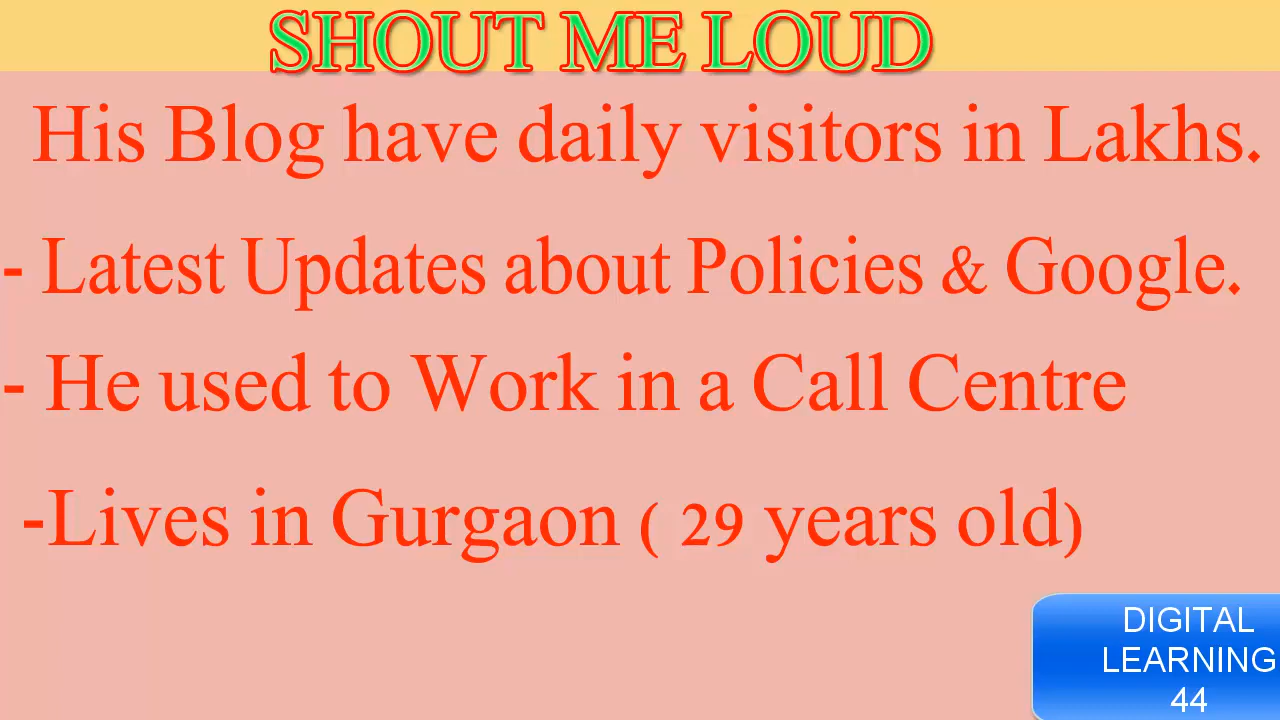 SHOUT ME LOUD
His Blog have daily visitors in Lakhs.
- Latest Updates about Policies & Google.
- He used to Work in a Call Centre
-Lives in Gurgaon ( 29 years old)
DIGITAL
LEARNING
44